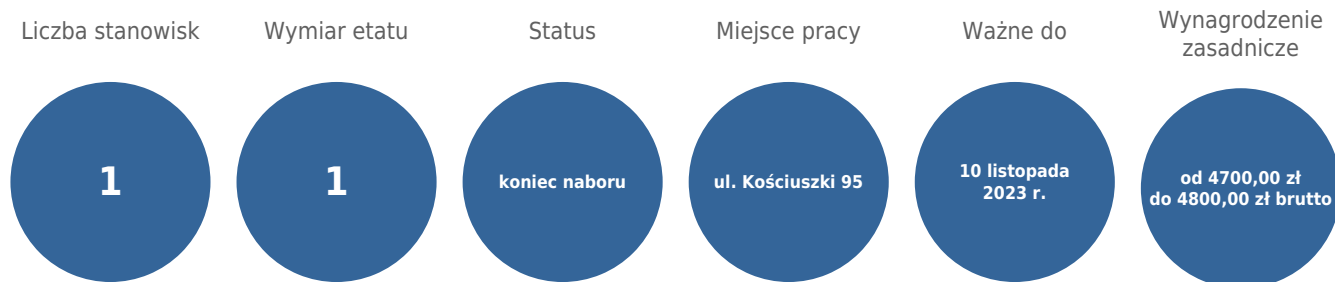 Liczba stanowisk
1
Wymiar etatu
1
Status
koniec naboru
Miejsce pracy
ul. Kościuszki 95
Ważne do
10 listopada
2023 r.
Wynagrodzenie
zasadnicze
od 4700,00 zł
do 4800,00 zł brutto